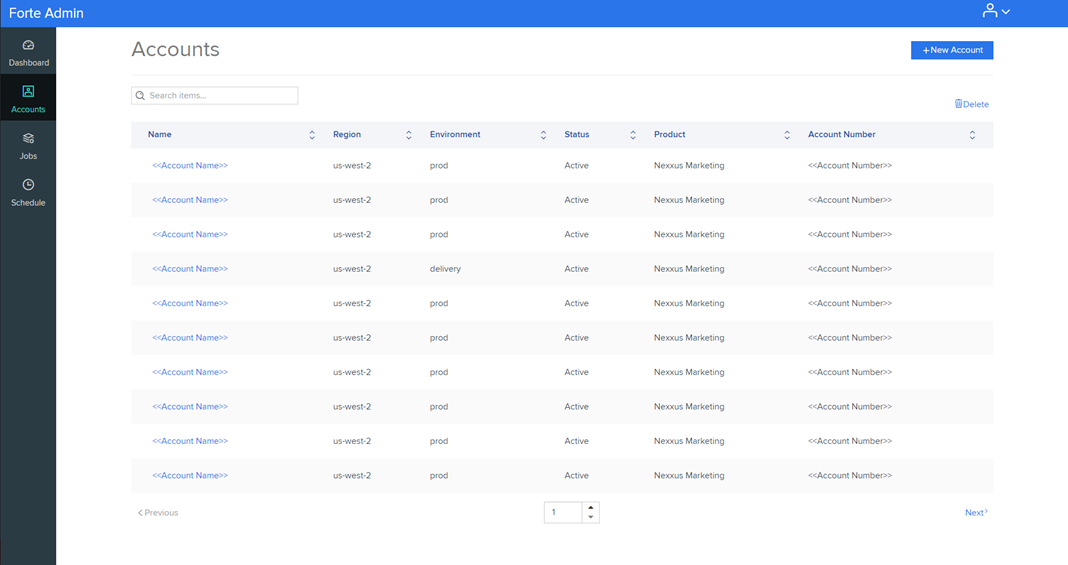 Forte Admin
Dashboard
Accounts
Jobs
Schedule
Accounts
+New Account
Search items...
Delete
Name Region Environment Status Product Account Number
<<Account Name>> us-west-2 prod Active Nexxus Marketing <<Account Number>>
<<Account Name>> us-west-2 prod Active Nexxus Marketing <<Account Number>>
<<Account Name>> us-west-2 prod Active Nexxus Marketing <<Account Number>>
<<Account Name>> us-west-2 delivery Active Nexxus Marketing <<Account Number>>
<<Account Name>> us-west-2 prod Active Nexxus Marketing <<Account Number>>
<<Account Name>> us-west-2 prod Active Nexxus Marketing <<Account Number>>
<<Account Name>> us-west-2 prod Active Nexxus Marketing <<Account Number>>
<<Account Name>> us-west-2 prod Active Nexxus Marketing <<Account Number>>
<<Account Name>> us-west-2 prod Active Nexxus Marketing <<Account Number>>
<<Account Name>> us-west-2 prod Active Nexxus Marketing <<Account Number>>
Previous 1 Next